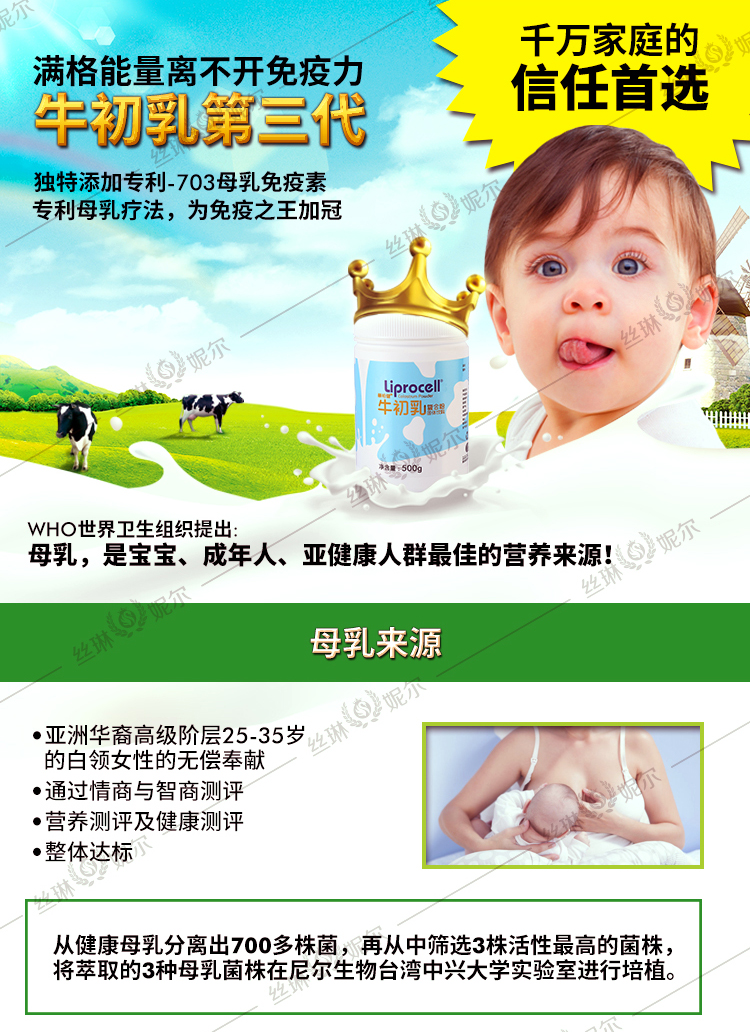 千万家庭的
信任首选
满格能量离不开免疫力
牛初乳第三代
独特添加专利-703母乳免疫素
专利母乳疗法，为免疫之王加冠
Liprocell
Colostrum Powder
牛初乳复合粉
固体饮料
净含量：500g
WHO世界卫生组织提出:
母乳，是宝宝、成年人、亚健康人群最佳的营养来源！
母乳来源
•亚洲华裔高级阶层25-35岁
的白领女性的无偿奉献
•通过情商与智商测评
•营养测评及健康测评
•整体达标
从健康母乳分离出700多株菌，再从中筛选3株活性最高的菌株，
将萃取的3种母乳菌株在尼尔生物台湾中兴大学实验室进行培植。
丝琳妮尔